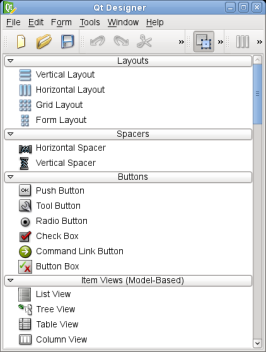 Qt Designer
File Edit Form Tools Window Help
» »
Layouts
Vertical Layout
Horizontal Layout
Grid Layout
Form Layout
Spacers
Horizontal Spacer
Vertical Spacer
Buttons
OK Push Button
Tool Button
Radio Button
Check Box
Command Link Button
Button Box
Item Views (Model-Based)
List View
Tree View
Table View
Column View